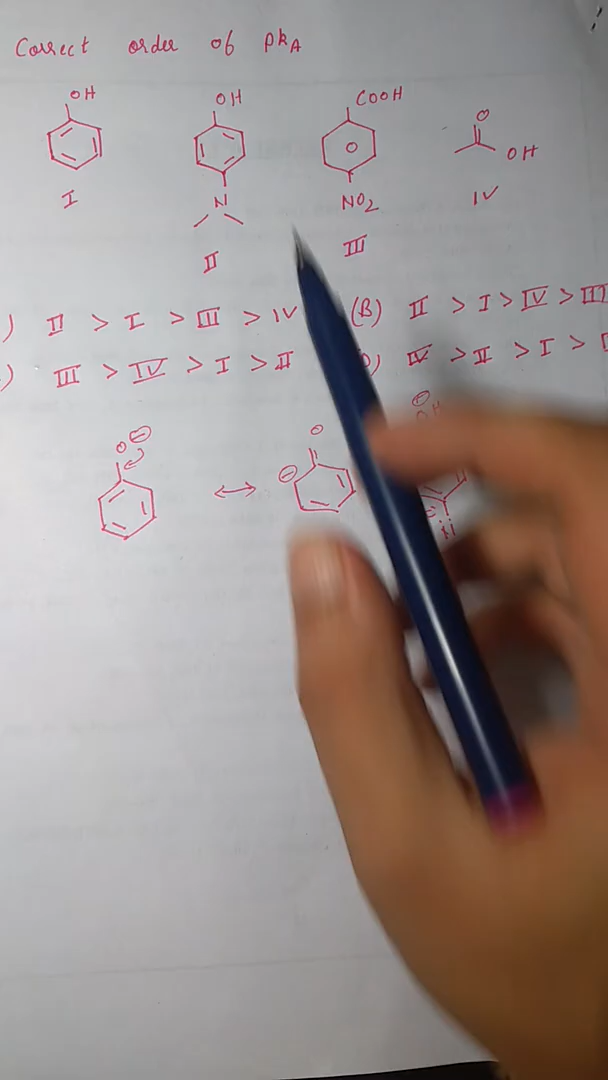 Correct order of pKA
OH OH COOH O
OH
N NO2
I II III IV
) II > I > III > IV (B) II > I > IV > III
) III > IV > I > II ) IV > II > I >
O⊖ ↔ ⊖ O